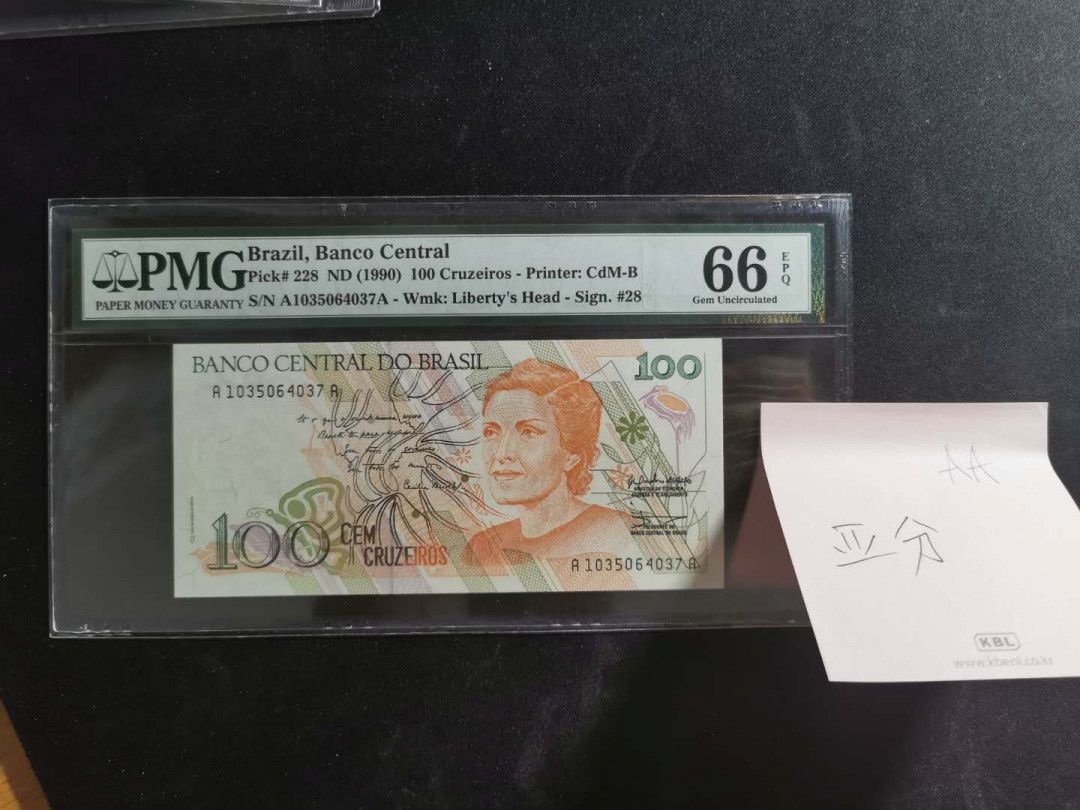 PMG
PAPER MONEY GUARANTY
Brazil, Banco Central
Pick# 228 ND (1990) 100 Cruzeiros - Printer: CdM-B
S/N A1035064037A - Wmk: Liberty's Head - Sign. #28
66
EPQ
Gem Uncirculated
BANCO CENTRAL DO BRASIL
100
A 1035064037 A
100
CEM
CRUZEIROS
A 1035064037 A
AA
亚分
KBL
www.kbenl.co.kr